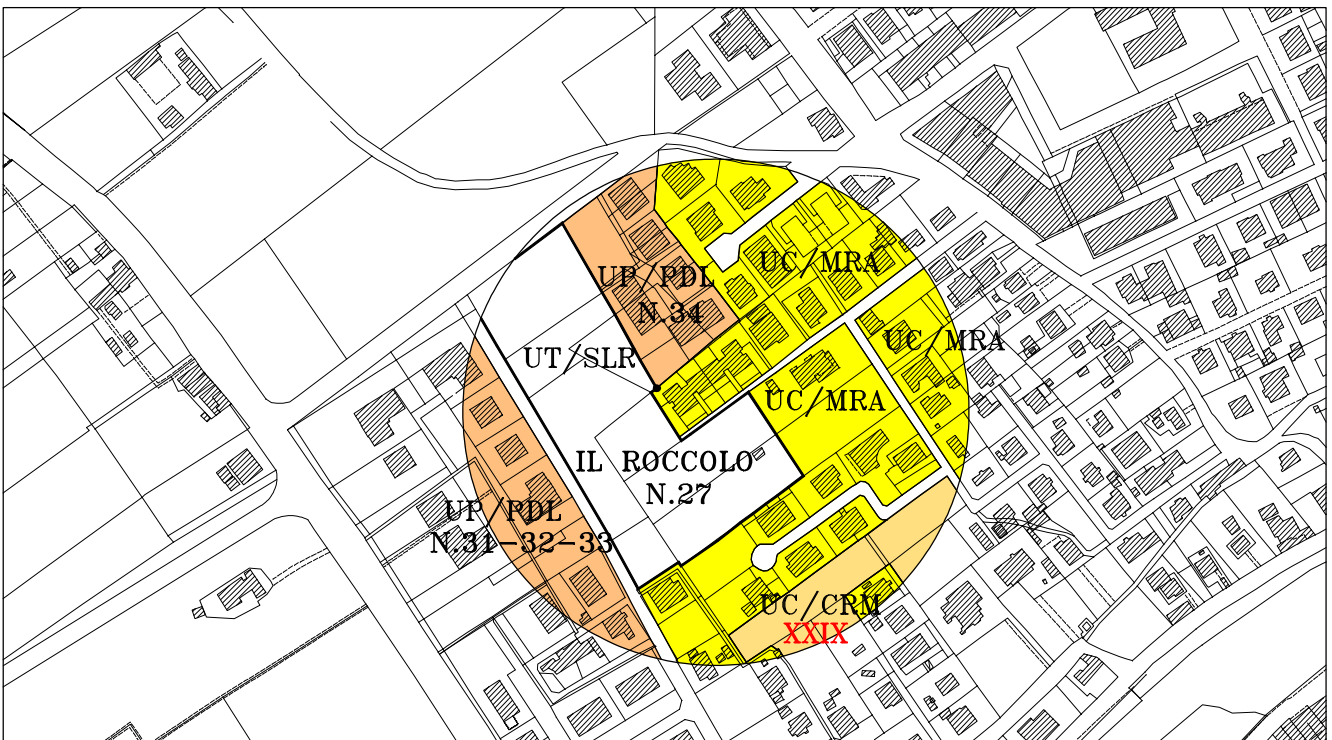 UC/MRA
UP/PDL
N.34
UC/MRA
UT/SLR
UC/MRA
IL ROCCOLO
N.27
UP/PDL
N.31-32-33
UC/CRM
XXIX